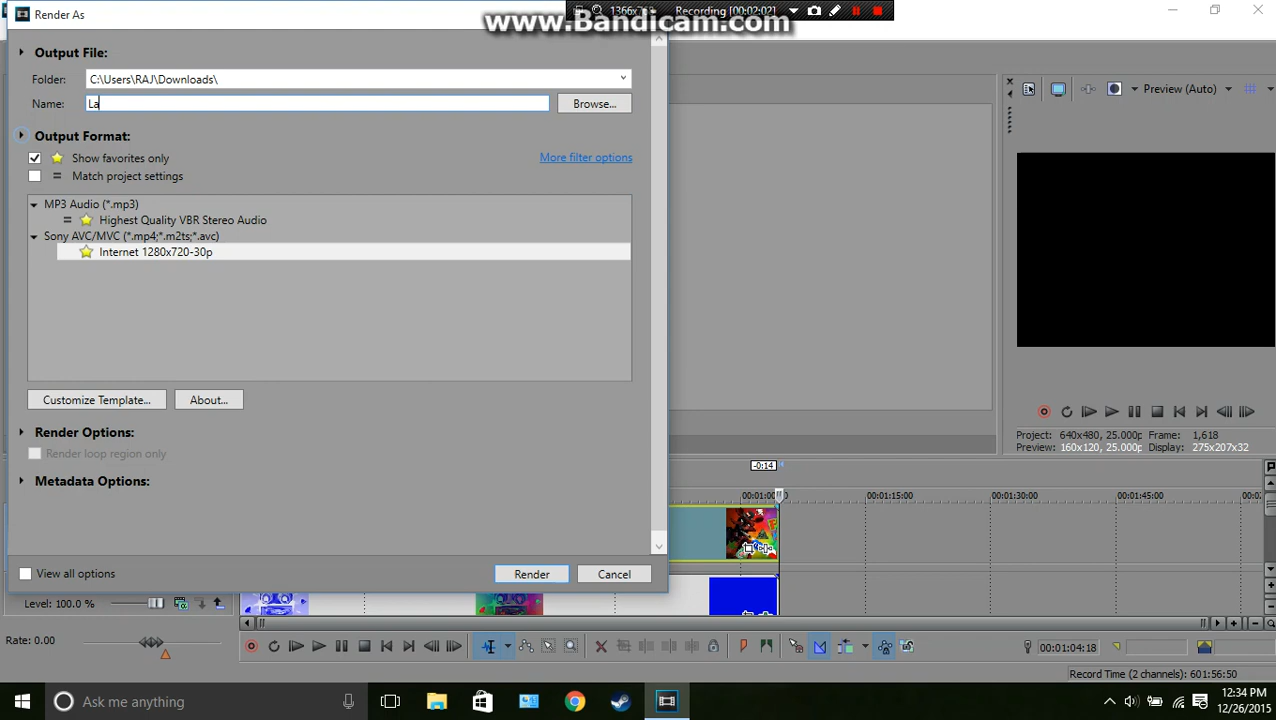 Render As
1366x768
Recording [00:02:02]
www.Bandicam.com
Output File:
Folder:
C:\Users\RAJ\Downloads\
Name:
La
Browse...
Output Format:
Show favorites only
More filter options
Match project settings
MP3 Audio (*.mp3)
Highest Quality VBR Stereo Audio
Sony AVC/MVC (*.mp4;*.m2ts;*.avc)
Internet 1280x720-30p
Customize Template...
About...
Render Options:
Render loop region only
Metadata Options:
View all options
Render
Cancel
Preview (Auto)
Project: 640x480, 25.000p
Frame: 1,618
Preview: 160x120, 25.000p
Display: 275x207x32
-0:14
00:01:00
00:01:15:00
00:01:30:00
00:01:45:00
Level: 100.0 %
Rate: 0.00
00:01:04:18
Record Time (2 channels): 601:56:50
Ask me anything
12:34 PM
12/26/2015